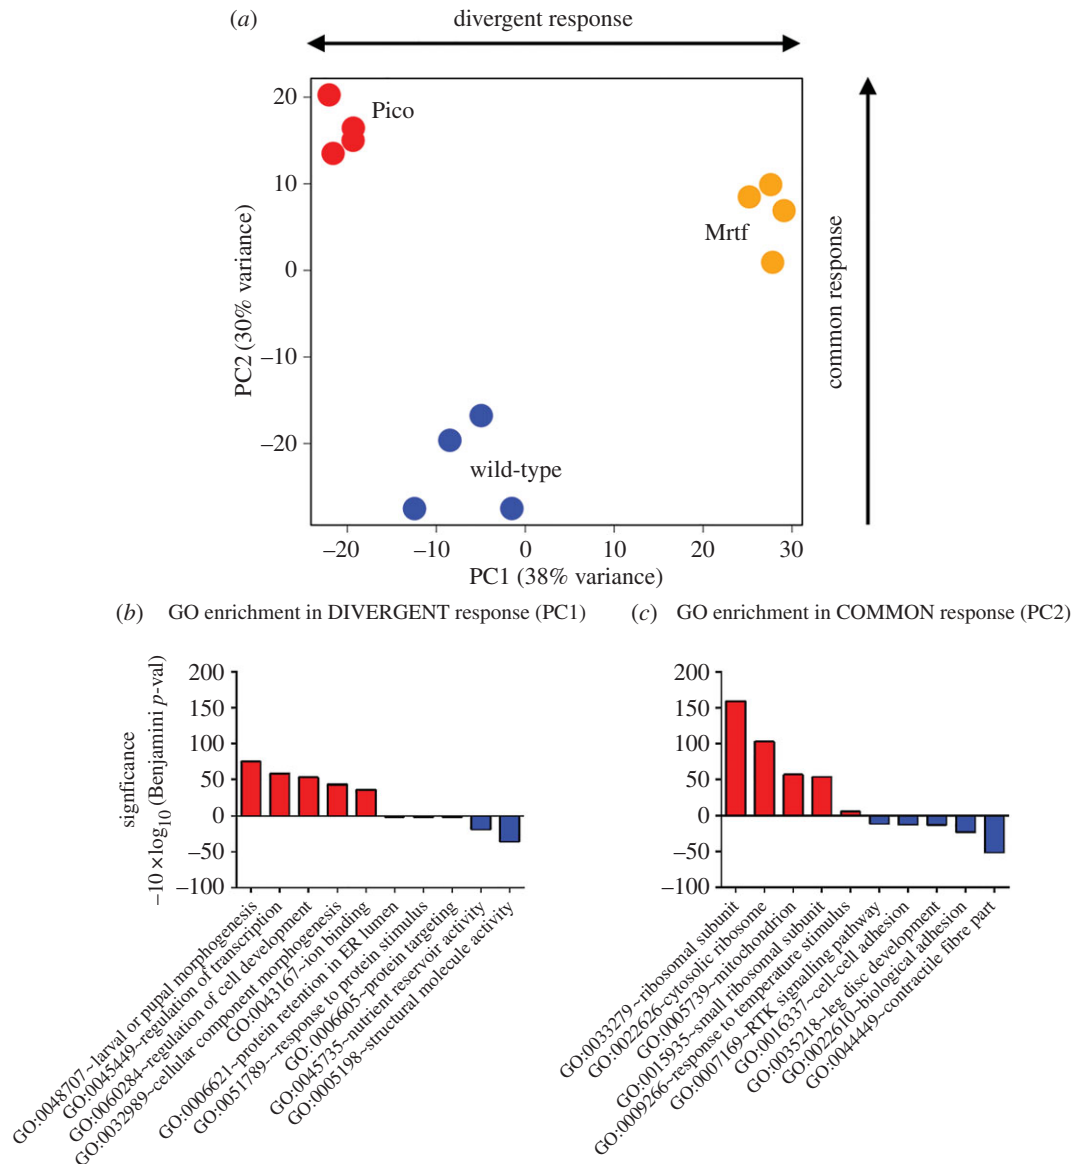 (a)
divergent response
20
10
0
−10
−20
PC2 (30% variance)
Pico
Mrtf
wild-type
common response
−20
−10
0
10
20
30
PC1 (38% variance)
(b) GO enrichment in DIVERGENT response (PC1)
signficance
−10 ×log10 (Benjamini p-val)
200
150
100
50
0
−50
−100
GO:0048707~larval or pupal morphogenesis
GO:0045449~regulation of transcription
GO:0060284~regulation of cell development
GO:0032989~cellular component morphogenesis
GO:0043167~ion binding
GO:0006621~protein retention in ER lumen
GO:0051789~~response to protein stimulus
GO: 0006605~protein targeting
GO:0045735~nutrient reservoir activity
GO:0005198~structural molecule activity
(c) GO enrichment in COMMON response (PC2)
200
150
100
50
0
−50
−100
GO:0033279~ribosomal subunit
GO:0022626~cytosolic ribosome
GO:0005739~mitochondrion
GO:0015935~small ribosomal subunit
GO:0009266~response to temperature stimulus
GO:0007169~RTK signalling pathway
GO:0016337~cell-cell adhesion
GO:0035218~leg disc development
GO:0022610~biological adhesion
GO:0044449~contractile fibre part